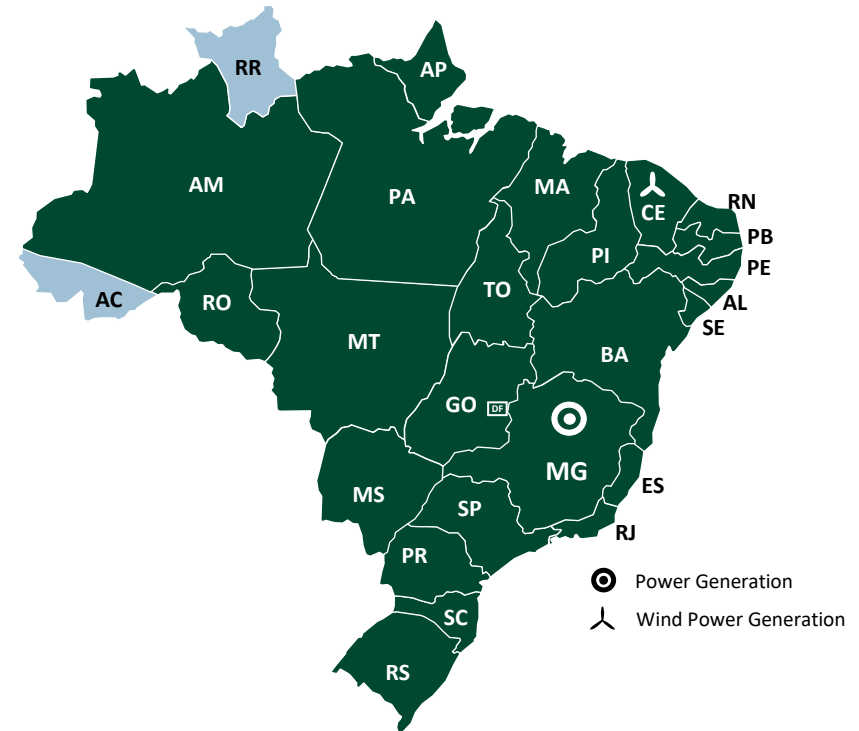 RR
AP
AM
PA
MA
CE
RN
PB
PI
PE
AC
RO
TO
AL
SE
MT
BA
GO
DF
MG
MS
ES
SP
RJ
PR
Power Generation
SC
Wind Power Generation
RS